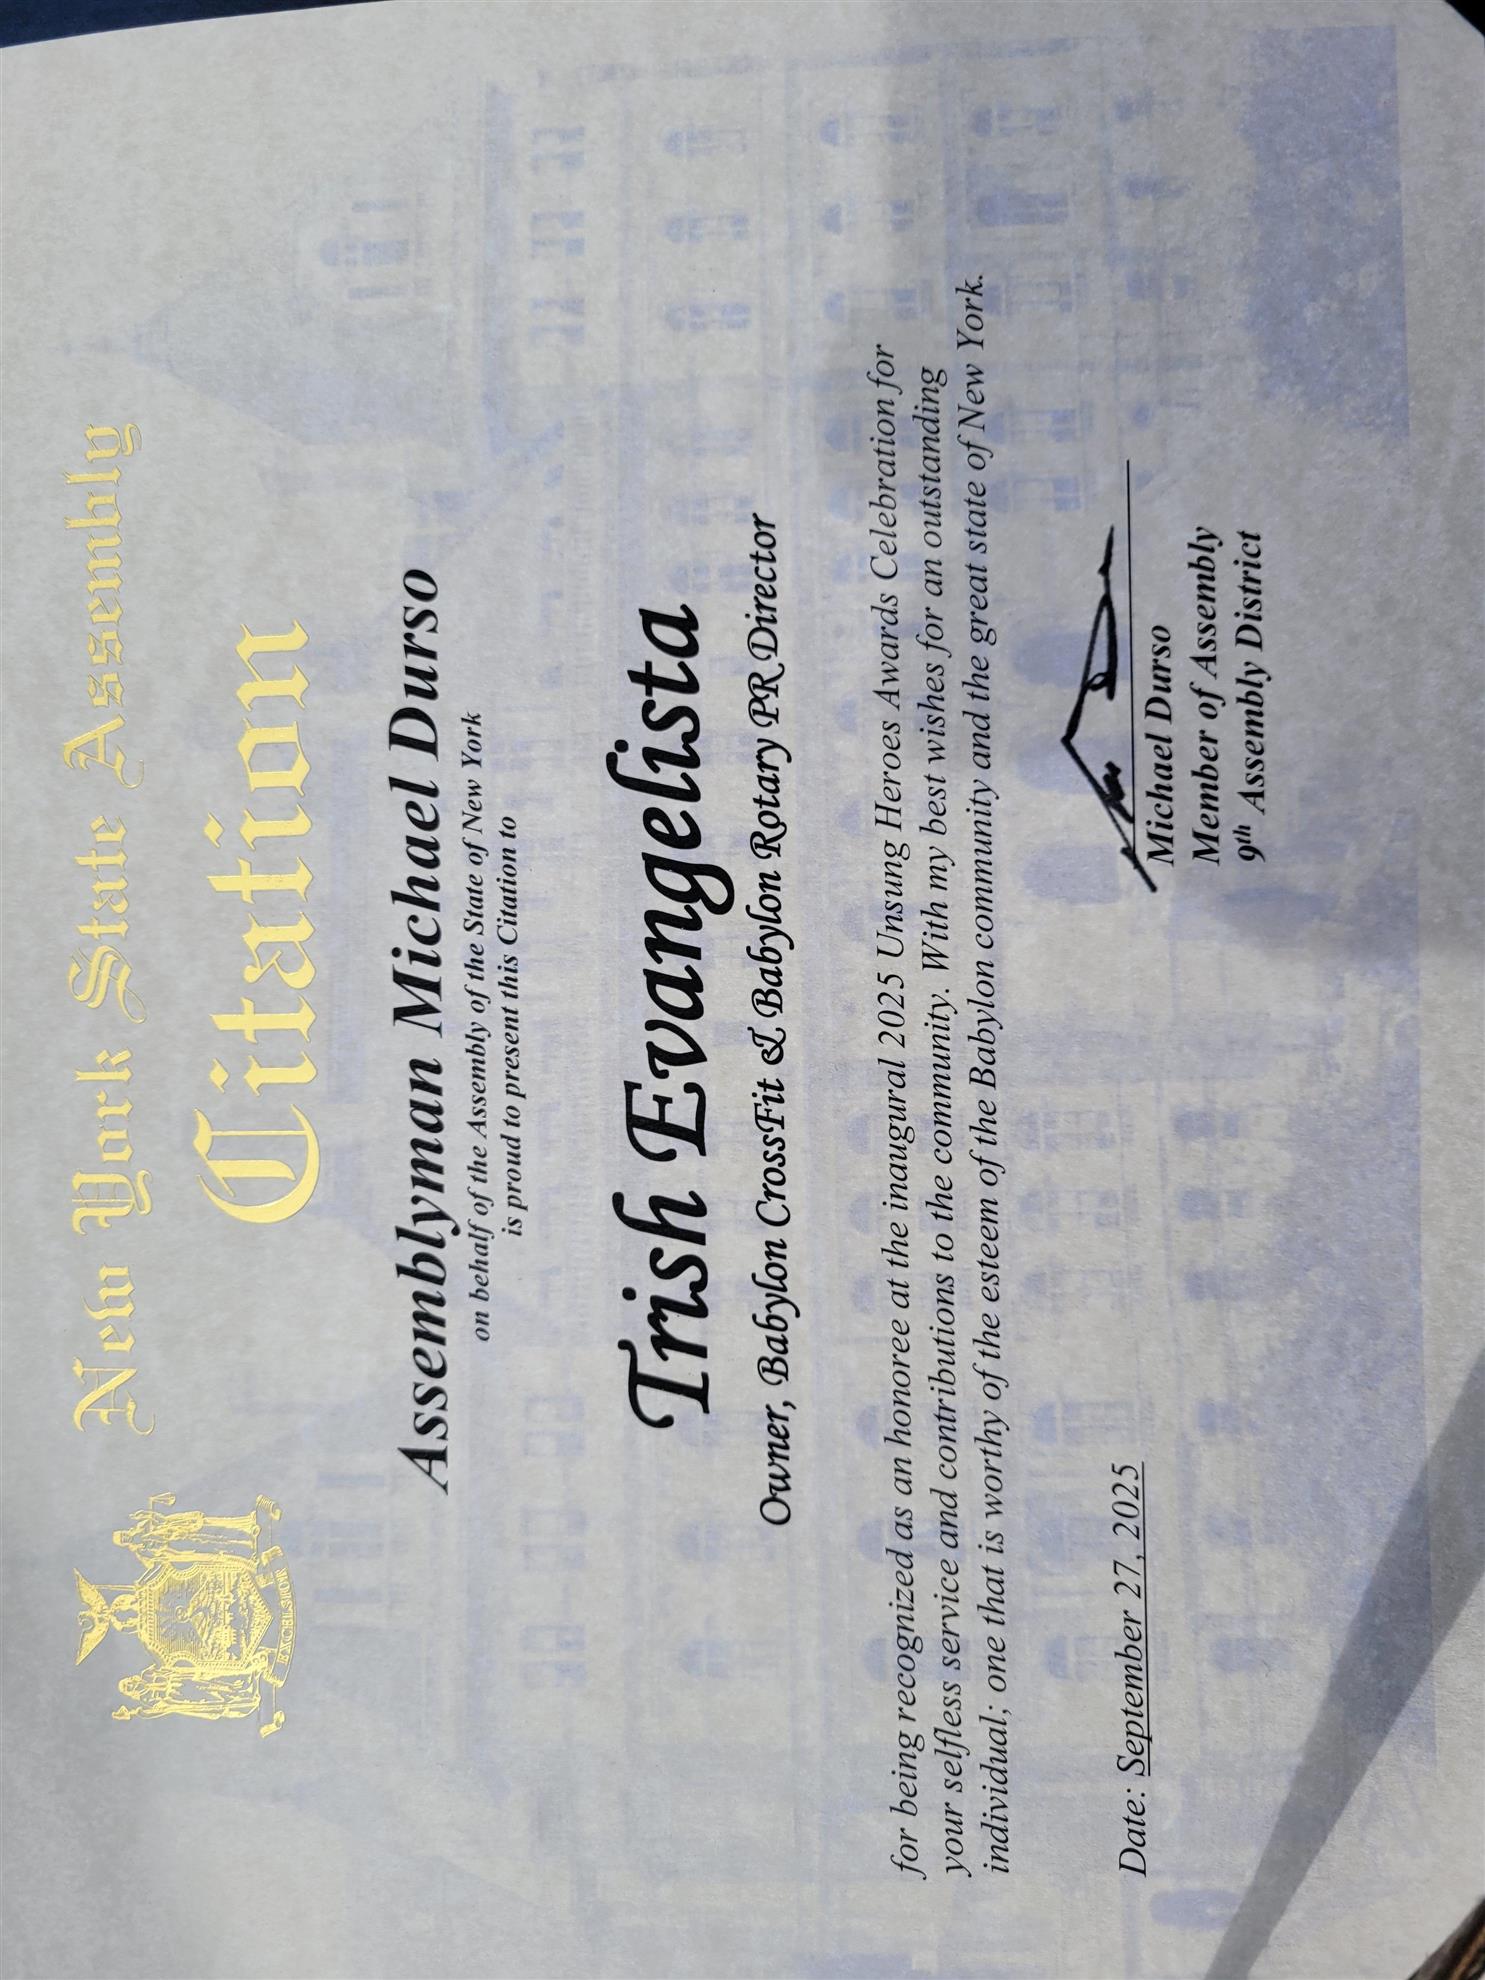 New York State Assembly
Citation
EXCELSIOR
Assemblyman Michael Durso
on behalf of the Assembly of the State of New York
is proud to present this Citation to
Trish Evangelista
Owner, Babylon CrossFit & Babylon Rotary PR Director
for being recognized as an honoree at the inaugural 2025 Unsung Heroes Awards Celebration for
your selfless service and contributions to the community. With my best wishes for an outstanding
individual; one that is worthy of the esteem of the Babylon community and the great state of New York.
Date: September 27, 2025
Michael Durso
Member of Assembly
9th Assembly District